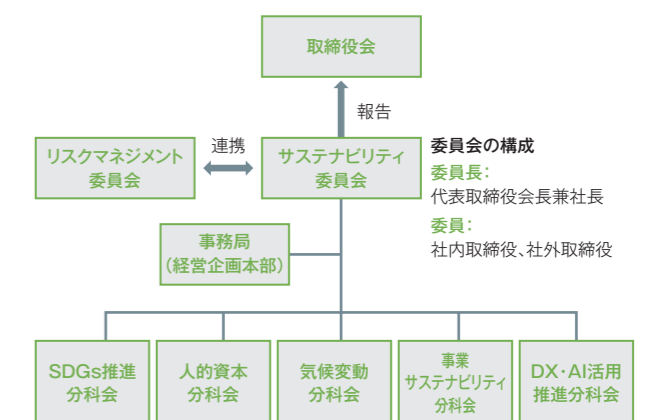 取締役会
報告
リスクマネジメント
委員会
連携
サステナビリティ
委員会
委員会の構成
委員長：
代表取締役会長兼社長
委員：
社内取締役、社外取締役
事務局
（経営企画本部）
SDGs推進
分科会
人的資本
分科会
気候変動
分科会
事業
サステナビリティ
分科会
DX・AI活用
推進分科会